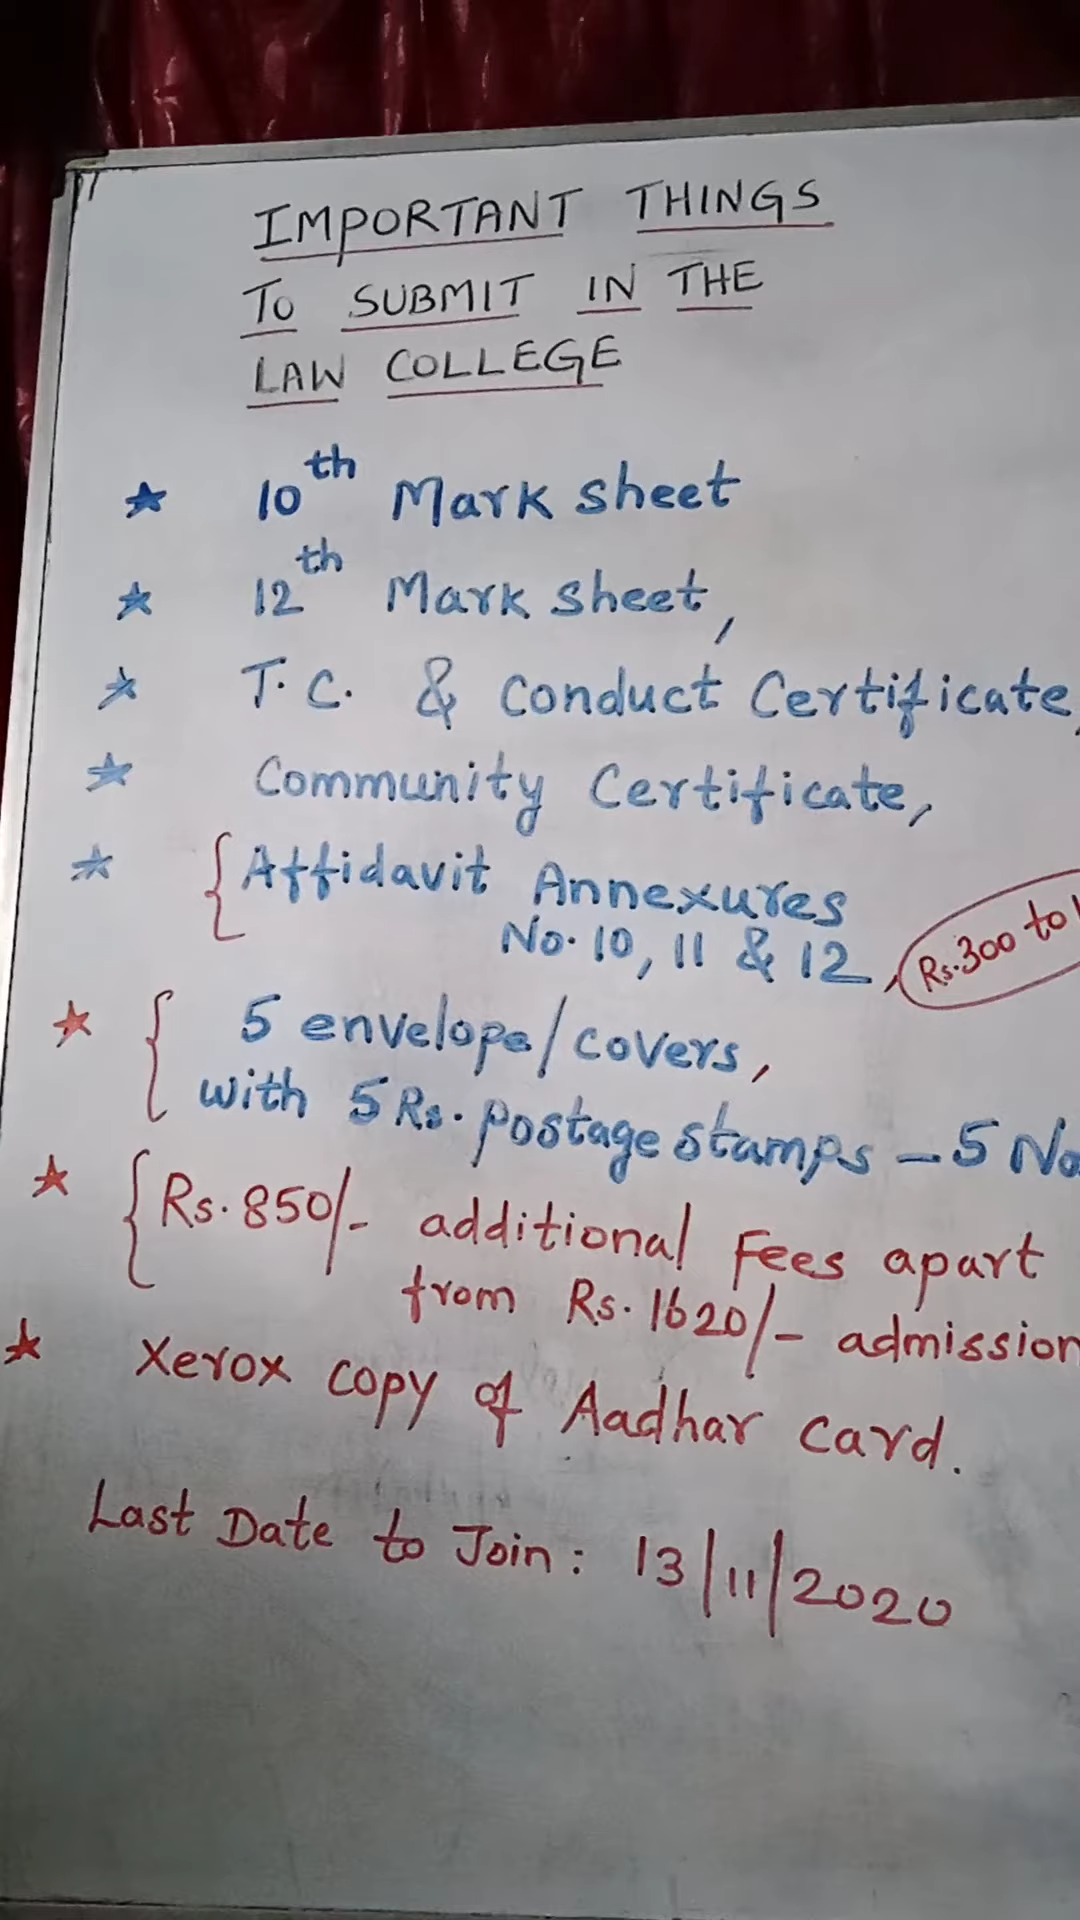 IMPORTANT THINGS
TO SUBMIT IN THE
LAW COLLEGE
★ 10th Mark sheet
★ 12th Mark sheet,
★ T.C. & Conduct Certificate,
★ Community Certificate,
★ { Affidavit Annexures
No. 10, 11 & 12,
Rs.300 to
★ { 5 envelope/covers,
with 5 Rs. postage stamps - 5 No
★ { Rs.850/- additional Fees apart
from Rs. 1620/- admission
★ Xerox copy of Aadhar card.
Last Date to Join: 13/11/2020